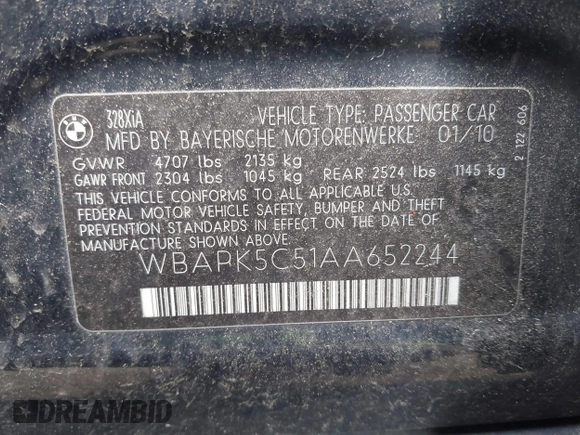 BMW
328XiA
VEHICLE TYPE: PASSENGER CAR
MFD BY BAYERISCHE MOTORENWERKE 01/10
GVWR 4707 lbs 2135 kg
GAWR FRONT 2304 lbs 1045 kg REAR 2524 lbs 1145 kg
THIS VEHICLE CONFORMS TO ALL APPLICABLE U.S.
FEDERAL MOTOR VEHICLE SAFETY, BUMPER AND THEFT
PREVENTION STANDARDS IN EFFECT ON THE DATE OF
MANUFACTURE SHOWN ABOVE.
WBAPK5C51AA652244
2 122 606
DREAMBID